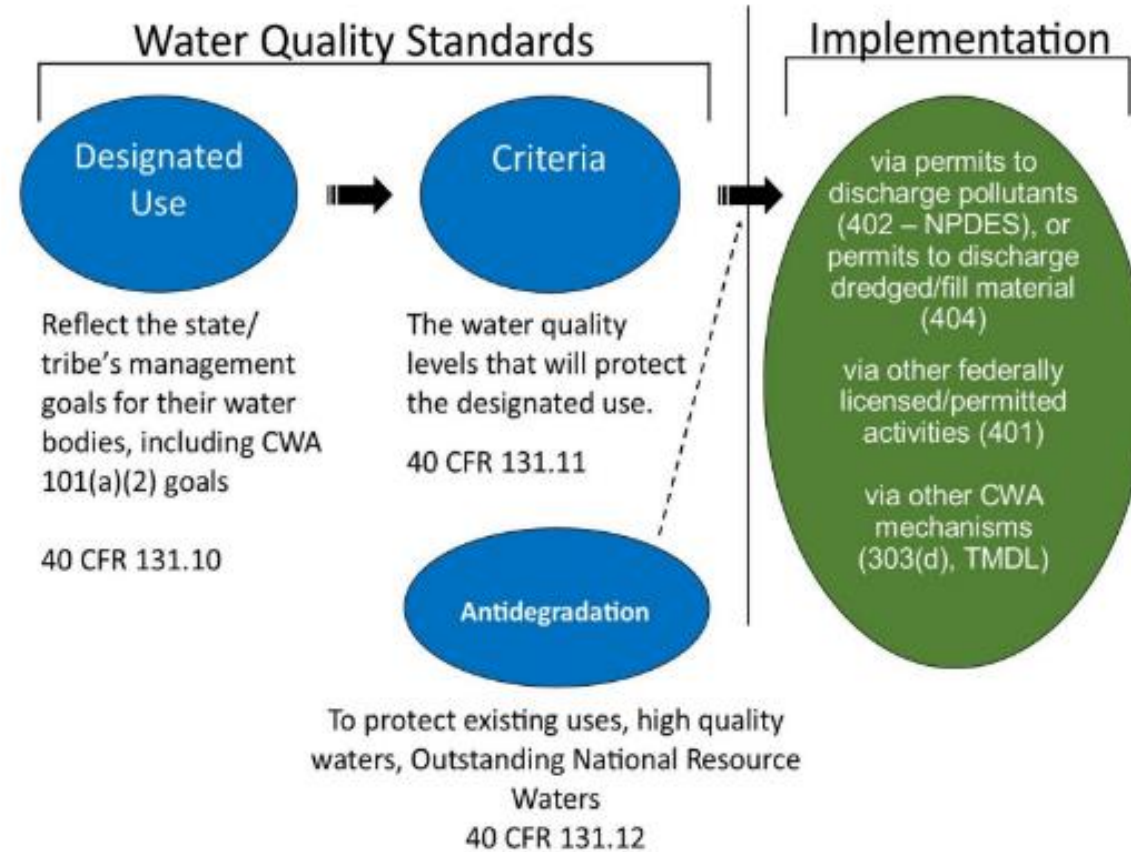 Water Quality Standards
Designated
Use
Reflect the state/
tribe's management
goals for their water
bodies, including CWA
101(a)(2) goals
40 CFR 131.10
Criteria
The water quality
levels that will protect
the designated use.
40 CFR 131.11
Antidegradation
To protect existing uses, high quality
waters, Outstanding National Resource
Waters
40 CFR 131.12
Implementation
via permits to
discharge pollutants
(402 – NPDES), or
permits to discharge
dredged/fill material
(404)
via other federally
licensed/permitted
activities (401)
via other CWA
mechanisms
(303(d), TMDL)